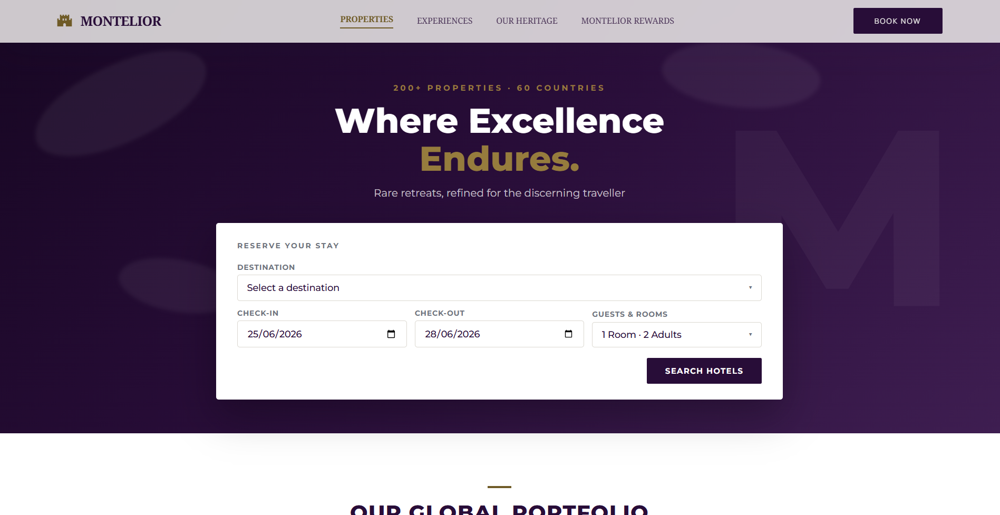 MONTELIOR
PROPERTIES
EXPERIENCES
OUR HERITAGE
MONTELIOR REWARDS
BOOK NOW
200+ PROPERTIES · 60 COUNTRIES
Where Excellence
Endures.
Rare retreats, refined for the discerning traveller
M
RESERVE YOUR STAY
DESTINATION
Select a destination
CHECK-IN
CHECK-OUT
GUESTS & ROOMS
25/06/2026
28/06/2026
1 Room · 2 Adults
SEARCH HOTELS
OUR GLOBAL PORTFOLIO